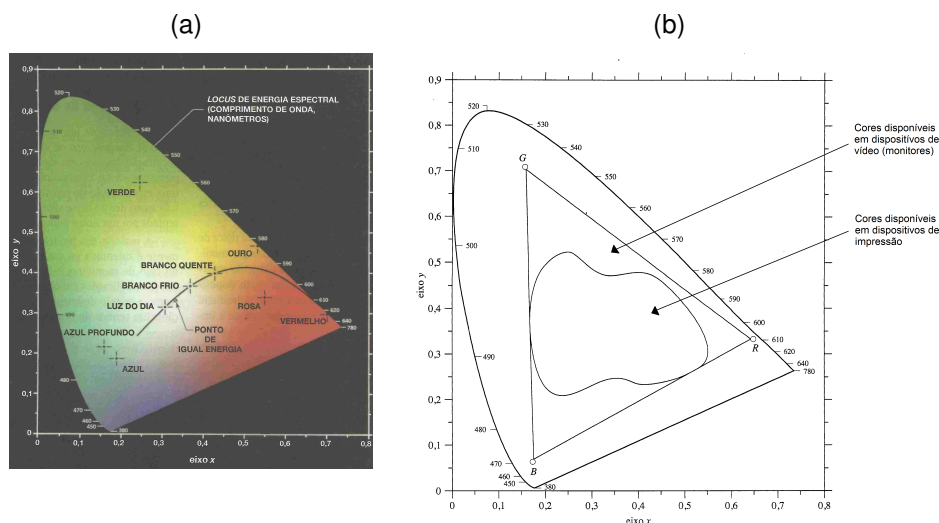 (a)
(b)
0,9
0,8
0,7
0,6
0,5
0,4
0,3
0,2
0,1
0
eixo y
LOCUS DE ENERGIA ESPECTRAL
(COMPRIMENTO DE ONDA,
NANÔMETROS)
520
530
510
540
550
560
570
580
590
600
610
620
640
780
500
490
480
470
460
450
380
VERDE
OURO
BRANCO QUENTE
BRANCO FRIO
LUZ DO DIA
ROSA
VERMELHO
AZUL PROFUNDO
PONTO
DE
IGUAL ENERGIA
AZUL
0 0,1 0,2 0,3 0,4 0,5 0,6 0,7 0,8
eixo x
0,9
0,8
0,7
0,6
0,5
0,4
0,3
0,2
0,1
0
eixo y
520
530
510
540
550
560
570
580
590
600
610
620
640
780
500
490
480
470
460
450
380
G
R
B
Cores disponíveis
em dispositívos de
vídeo (monitores)
Cores disponíveis
em dispositivos de
impressão
0 0,1 0,2 0,3 0,4 0,5 0,6 0,7 0,8
eixo x